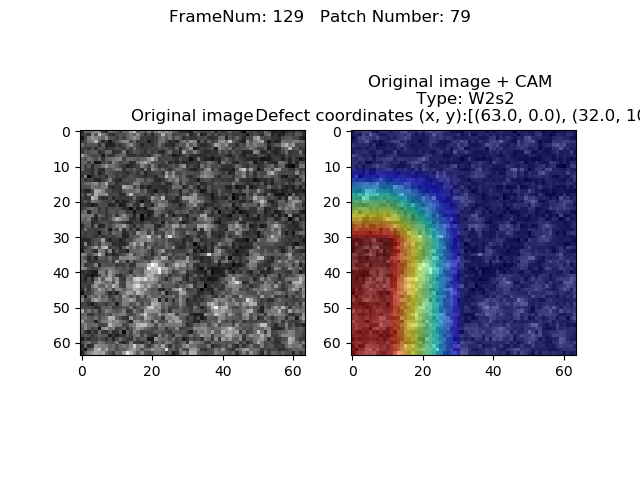 FrameNum: 129   Patch Number: 79
Original image + CAM
Type: W2s2
Original image
Defect coordinates (x, y):[(63.0, 0.0), (32.0, 10
0
10
20
30
40
50
60
0 20 40 60
0
10
20
30
40
50
60
0 20 40 60